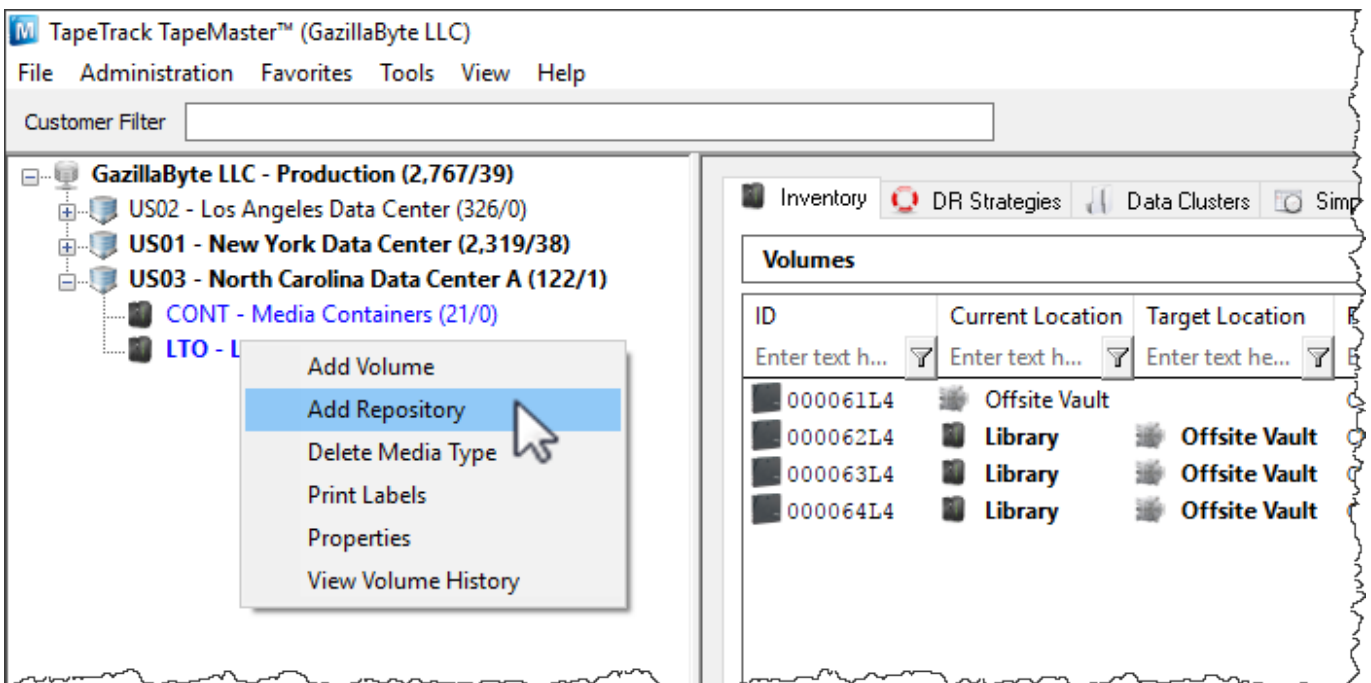 TapeTrack TapeMaster™ (GazillaByte LLC)
File Administration Favorites Tools View Help
Customer Filter
GazillaByte LLC - Production (2,767/39)
US02 - Los Angeles Data Center (326/0)
US01 - New York Data Center (2,319/38)
US03 - North Carolina Data Center A (122/1)
CONT - Media Containers (21/0)
LTO - L
Add Volume
Add Repository
Delete Media Type
Print Labels
Properties
View Volume History
Inventory DR Strategies Data Clusters
Volumes
ID Current Location Target Location
Enter text h... Enter text h... Enter text he...
000061L4 Offsite Vault
000062L4 Library Offsite Vault
000063L4 Library Offsite Vault
000064L4 Library Offsite Vault